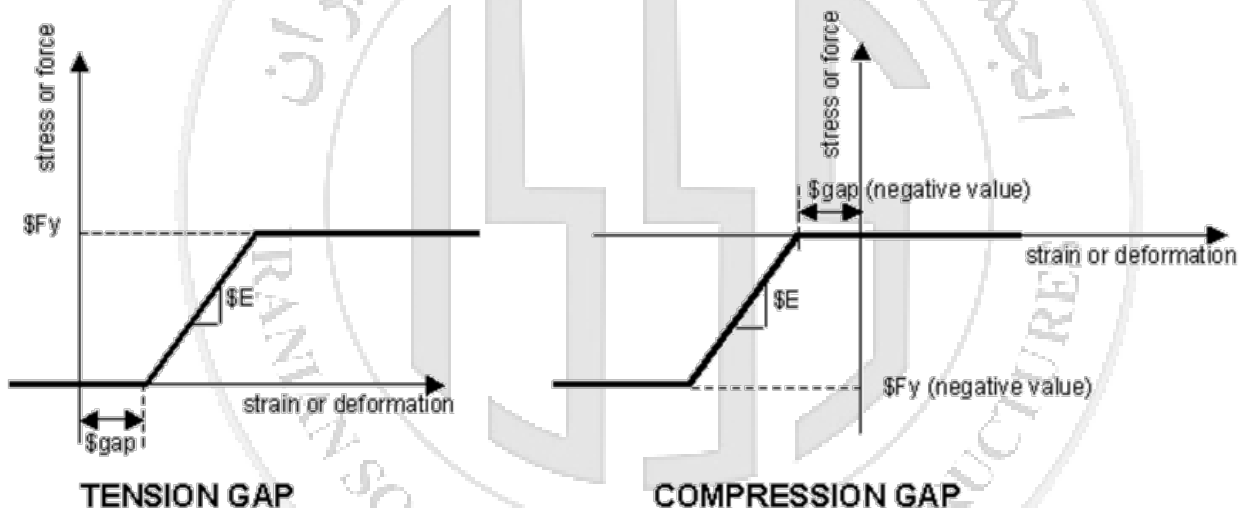 stress or force
$Fy
$E
strain or deformation
$gap
TENSION GAP
stress or force
$gap (negative value)
strain or deformation
$E
$Fy (negative value)
COMPRESSION GAP